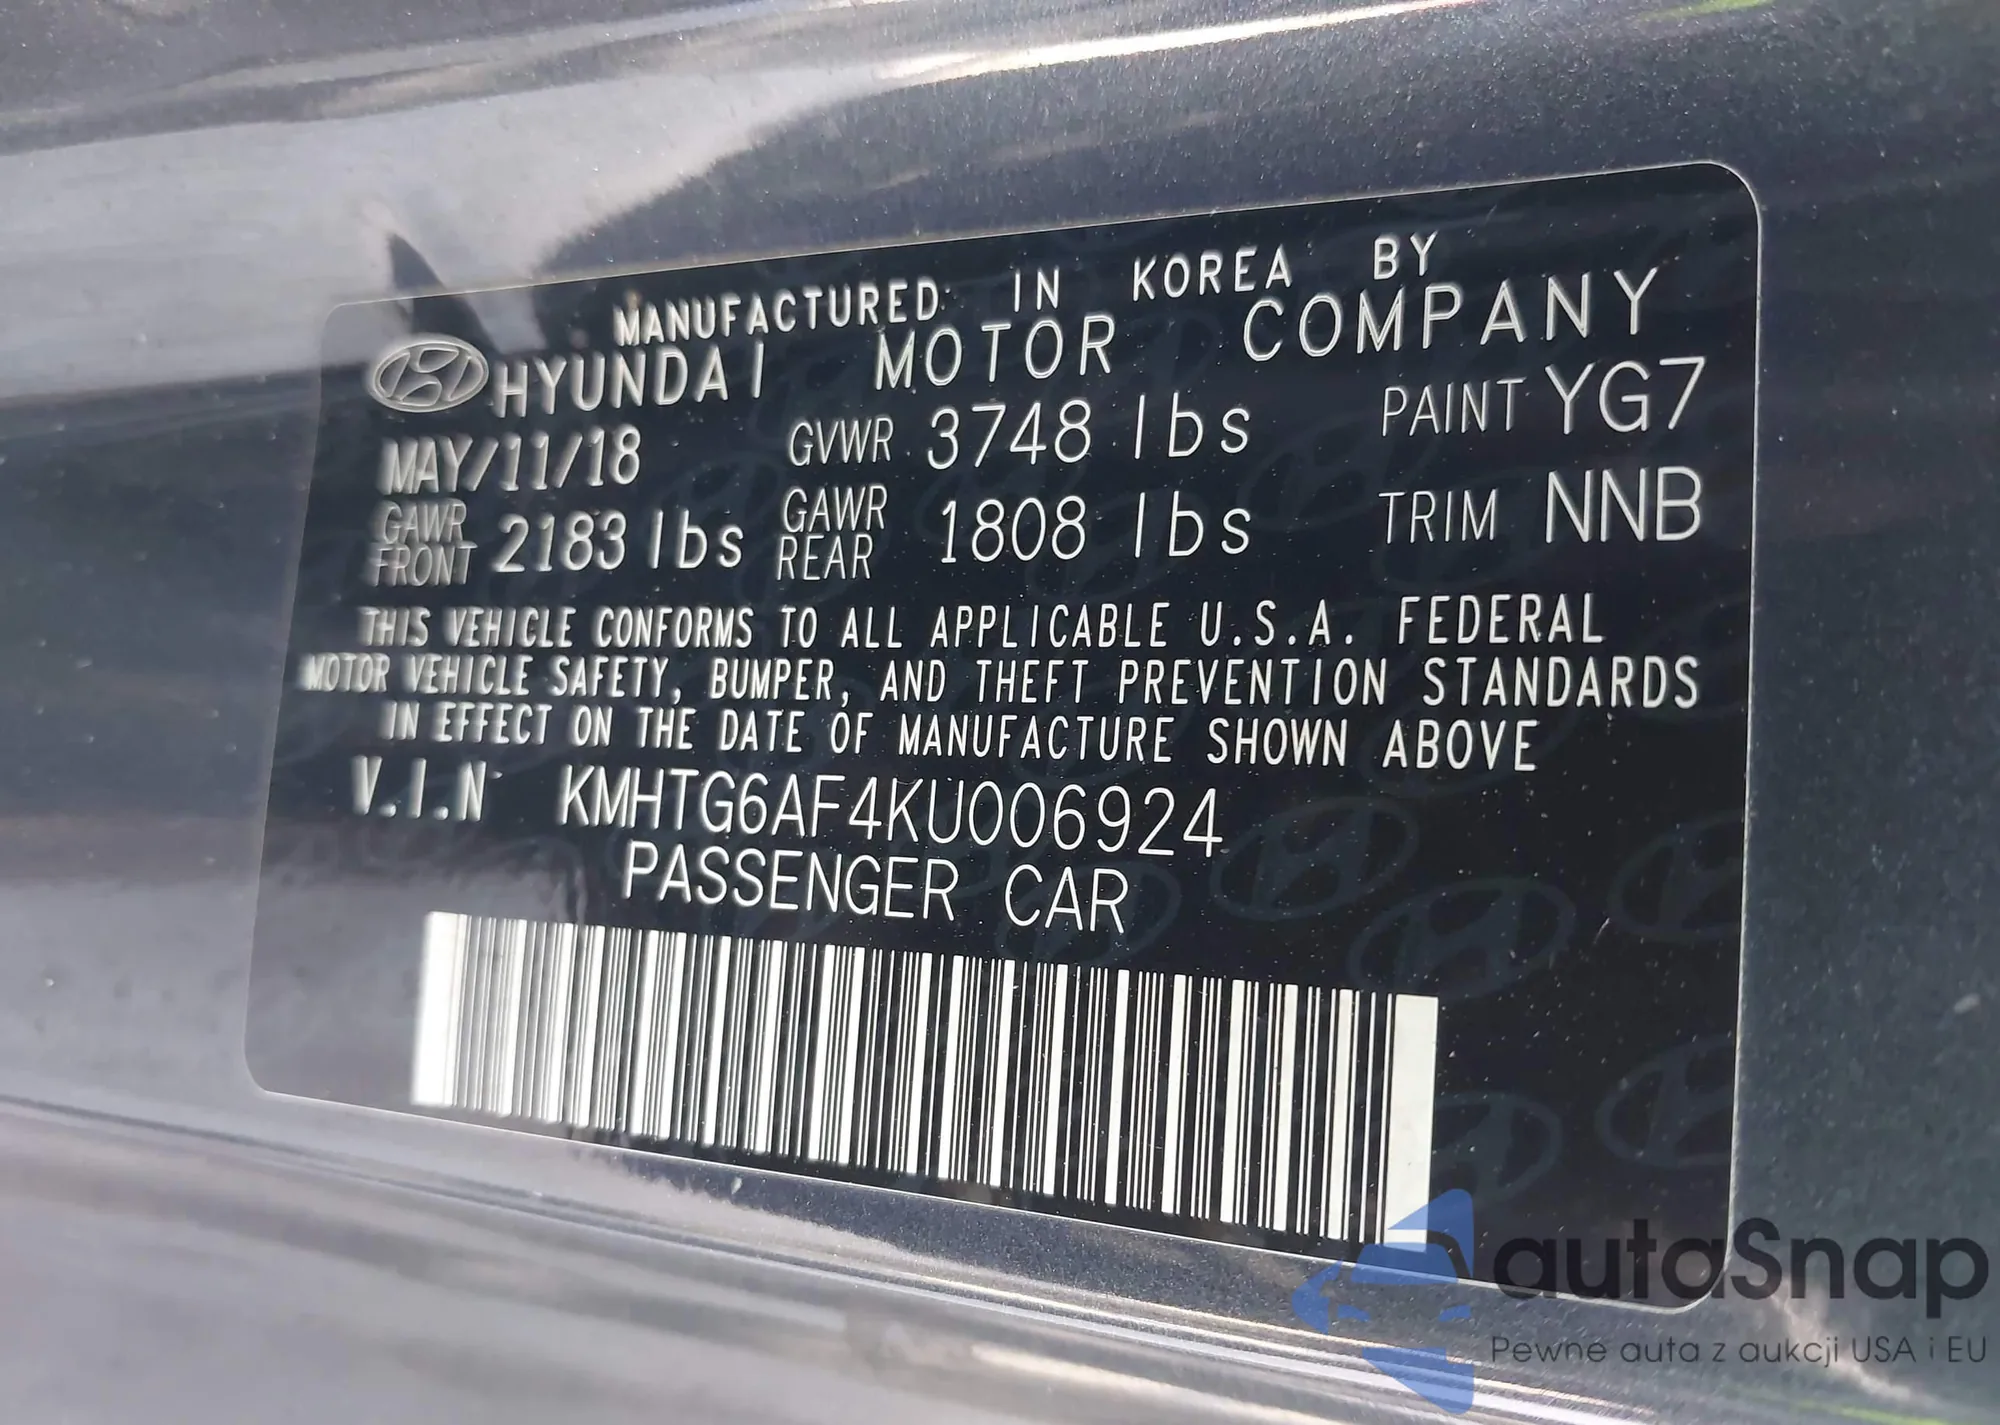 MANUFACTURED IN KOREA BY
HYUNDAI MOTOR COMPANY
MAY/11/18 GVWR 3748 lbs PAINT YG7
GAWR FRONT 2183 lbs GAWR REAR 1808 lbs TRIM NNB
THIS VEHICLE CONFORMS TO ALL APPLICABLE U.S.A. FEDERAL
MOTOR VEHICLE SAFETY, BUMPER, AND THEFT PREVENTION STANDARDS
IN EFFECT ON THE DATE OF MANUFACTURE SHOWN ABOVE
V.I.N KMHTG6AF4KU006924
PASSENGER CAR
autaSnap
Pewne auta z aukcji USA i EU